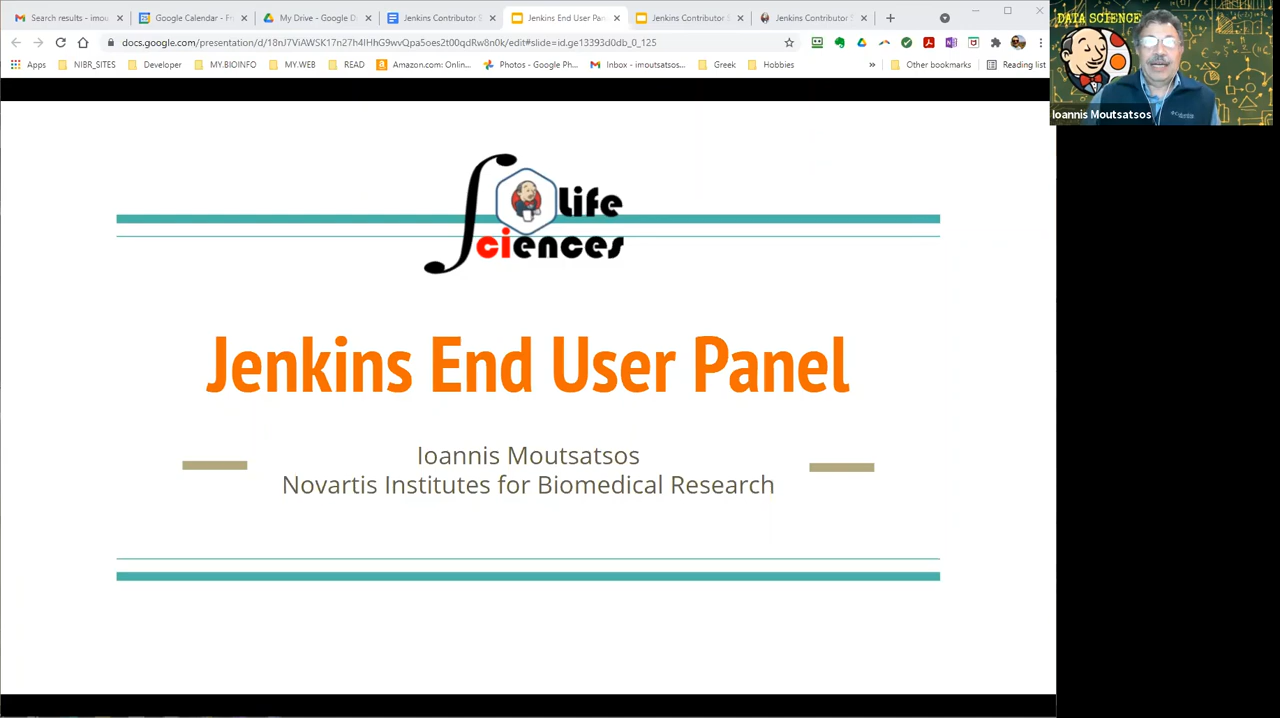 Search results - imou
Google Calendar - Fr
My Drive - Google D
Jenkins Contributor S
Jenkins End User Pan
Jenkins Contributor S
Jenkins Contributor S
docs.google.com/presentation/d/18nJ7ViAWSK17n27h4IHhG9wvQpa5oes2t00qdRw8n0k/edit#slide=id.ge13393d0db_0_125
Apps
NIBR_SITES
Developer
MY.BIOINFO
MY.WEB
READ
Amazon.com: Onlin...
Photos - Google Ph...
Inbox - imoutsatsos...
Greek
Hobbies
»
Other bookmarks
Reading list
DATA SCIENCE
Ioannis Moutsatsos
Life
ciences
Jenkins End User Panel
Ioannis Moutsatsos
Novartis Institutes for Biomedical Research